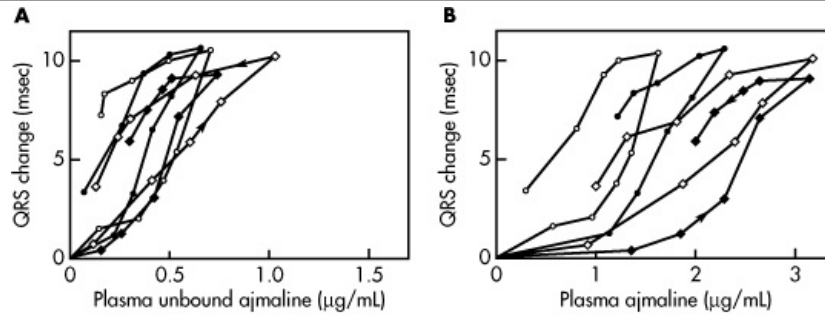 A
QRS change (msec)
10
5
0
0
0.5
1.0
1.5
Plasma unbound ajmaline (μg/mL)
B
QRS change (msec)
10
5
0
0
1
2
3
Plasma ajmaline (μg/mL)